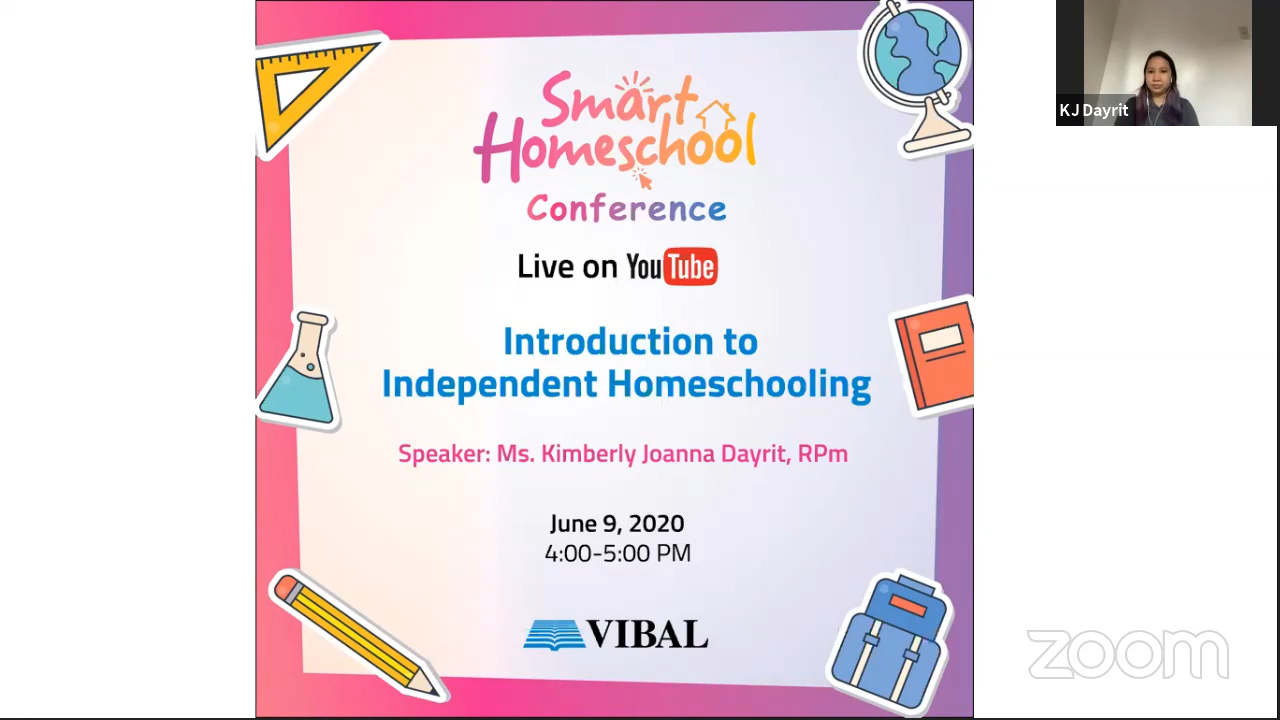 Smart
Homeschool
Conference
Live on YouTube
Introduction to
Independent Homeschooling
Speaker: Ms. Kimberly Joanna Dayrit, RPm
June 9, 2020
4:00-5:00 PM
VIBAL
KJ Dayrit
zoom